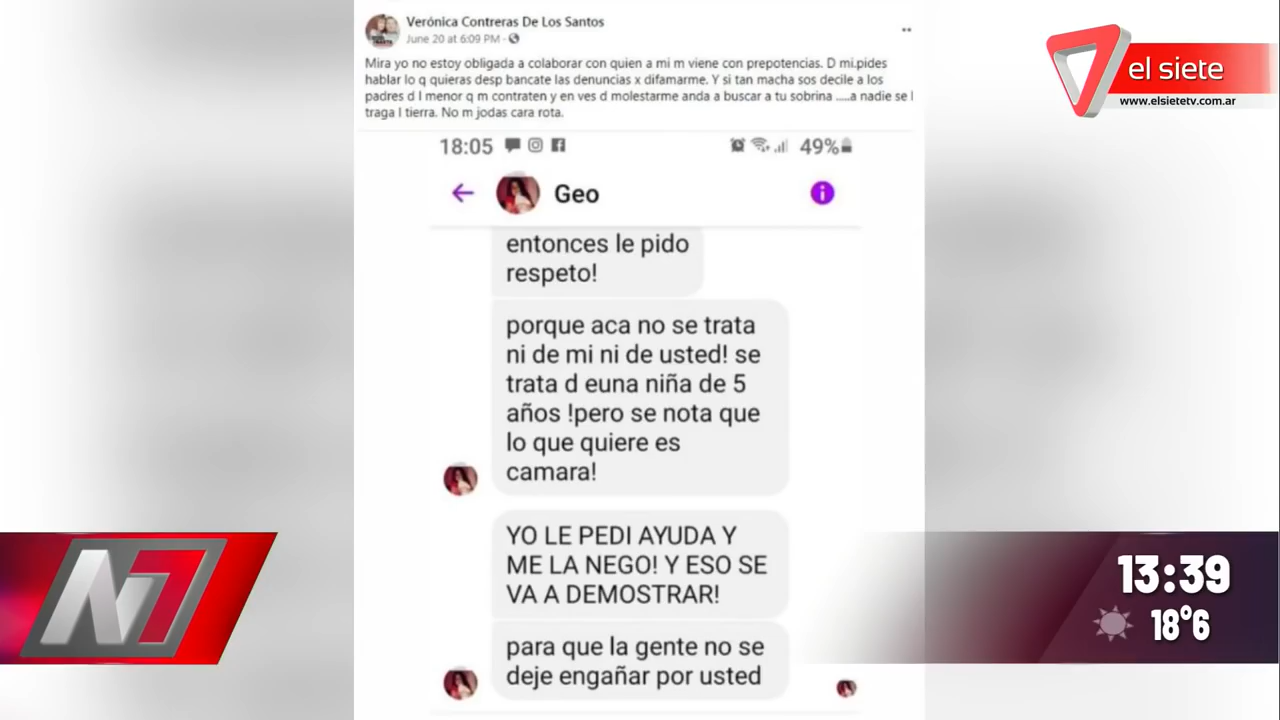 Verónica Contreras De Los Santos
June 20 at 6:09 PM
Mira yo no estoy obligada a colaborar con quien a mi m viene con prepotencias. D mi.pides
hablar lo q quieras desp bancate las denuncias x difamarme. Y si tan macha sos decile a los
padres d l menor q m contraten y en ves d molestarme anda a buscar a tu sobrina .....a nadie se l
traga l tierra. No m jodas cara rota.
18:05
49%
Geo
entonces le pido
respeto!
porque aca no se trata
ni de mi ni de usted! se
trata d euna niña de 5
años !pero se nota que
lo que quiere es
camara!
YO LE PEDI AYUDA Y
ME LA NEGO! Y ESO SE
VA A DEMOSTRAR!
para que la gente no se
deje engañar por usted
7 el siete
www.elsietetv.com.ar
N7
13:39
18°6